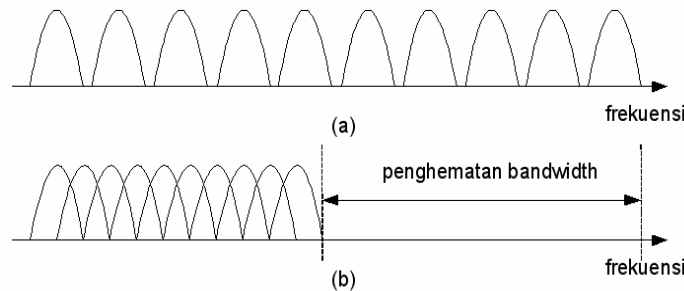 frekuensi
(a)
penghematan bandwidth
frekuensi
(b)